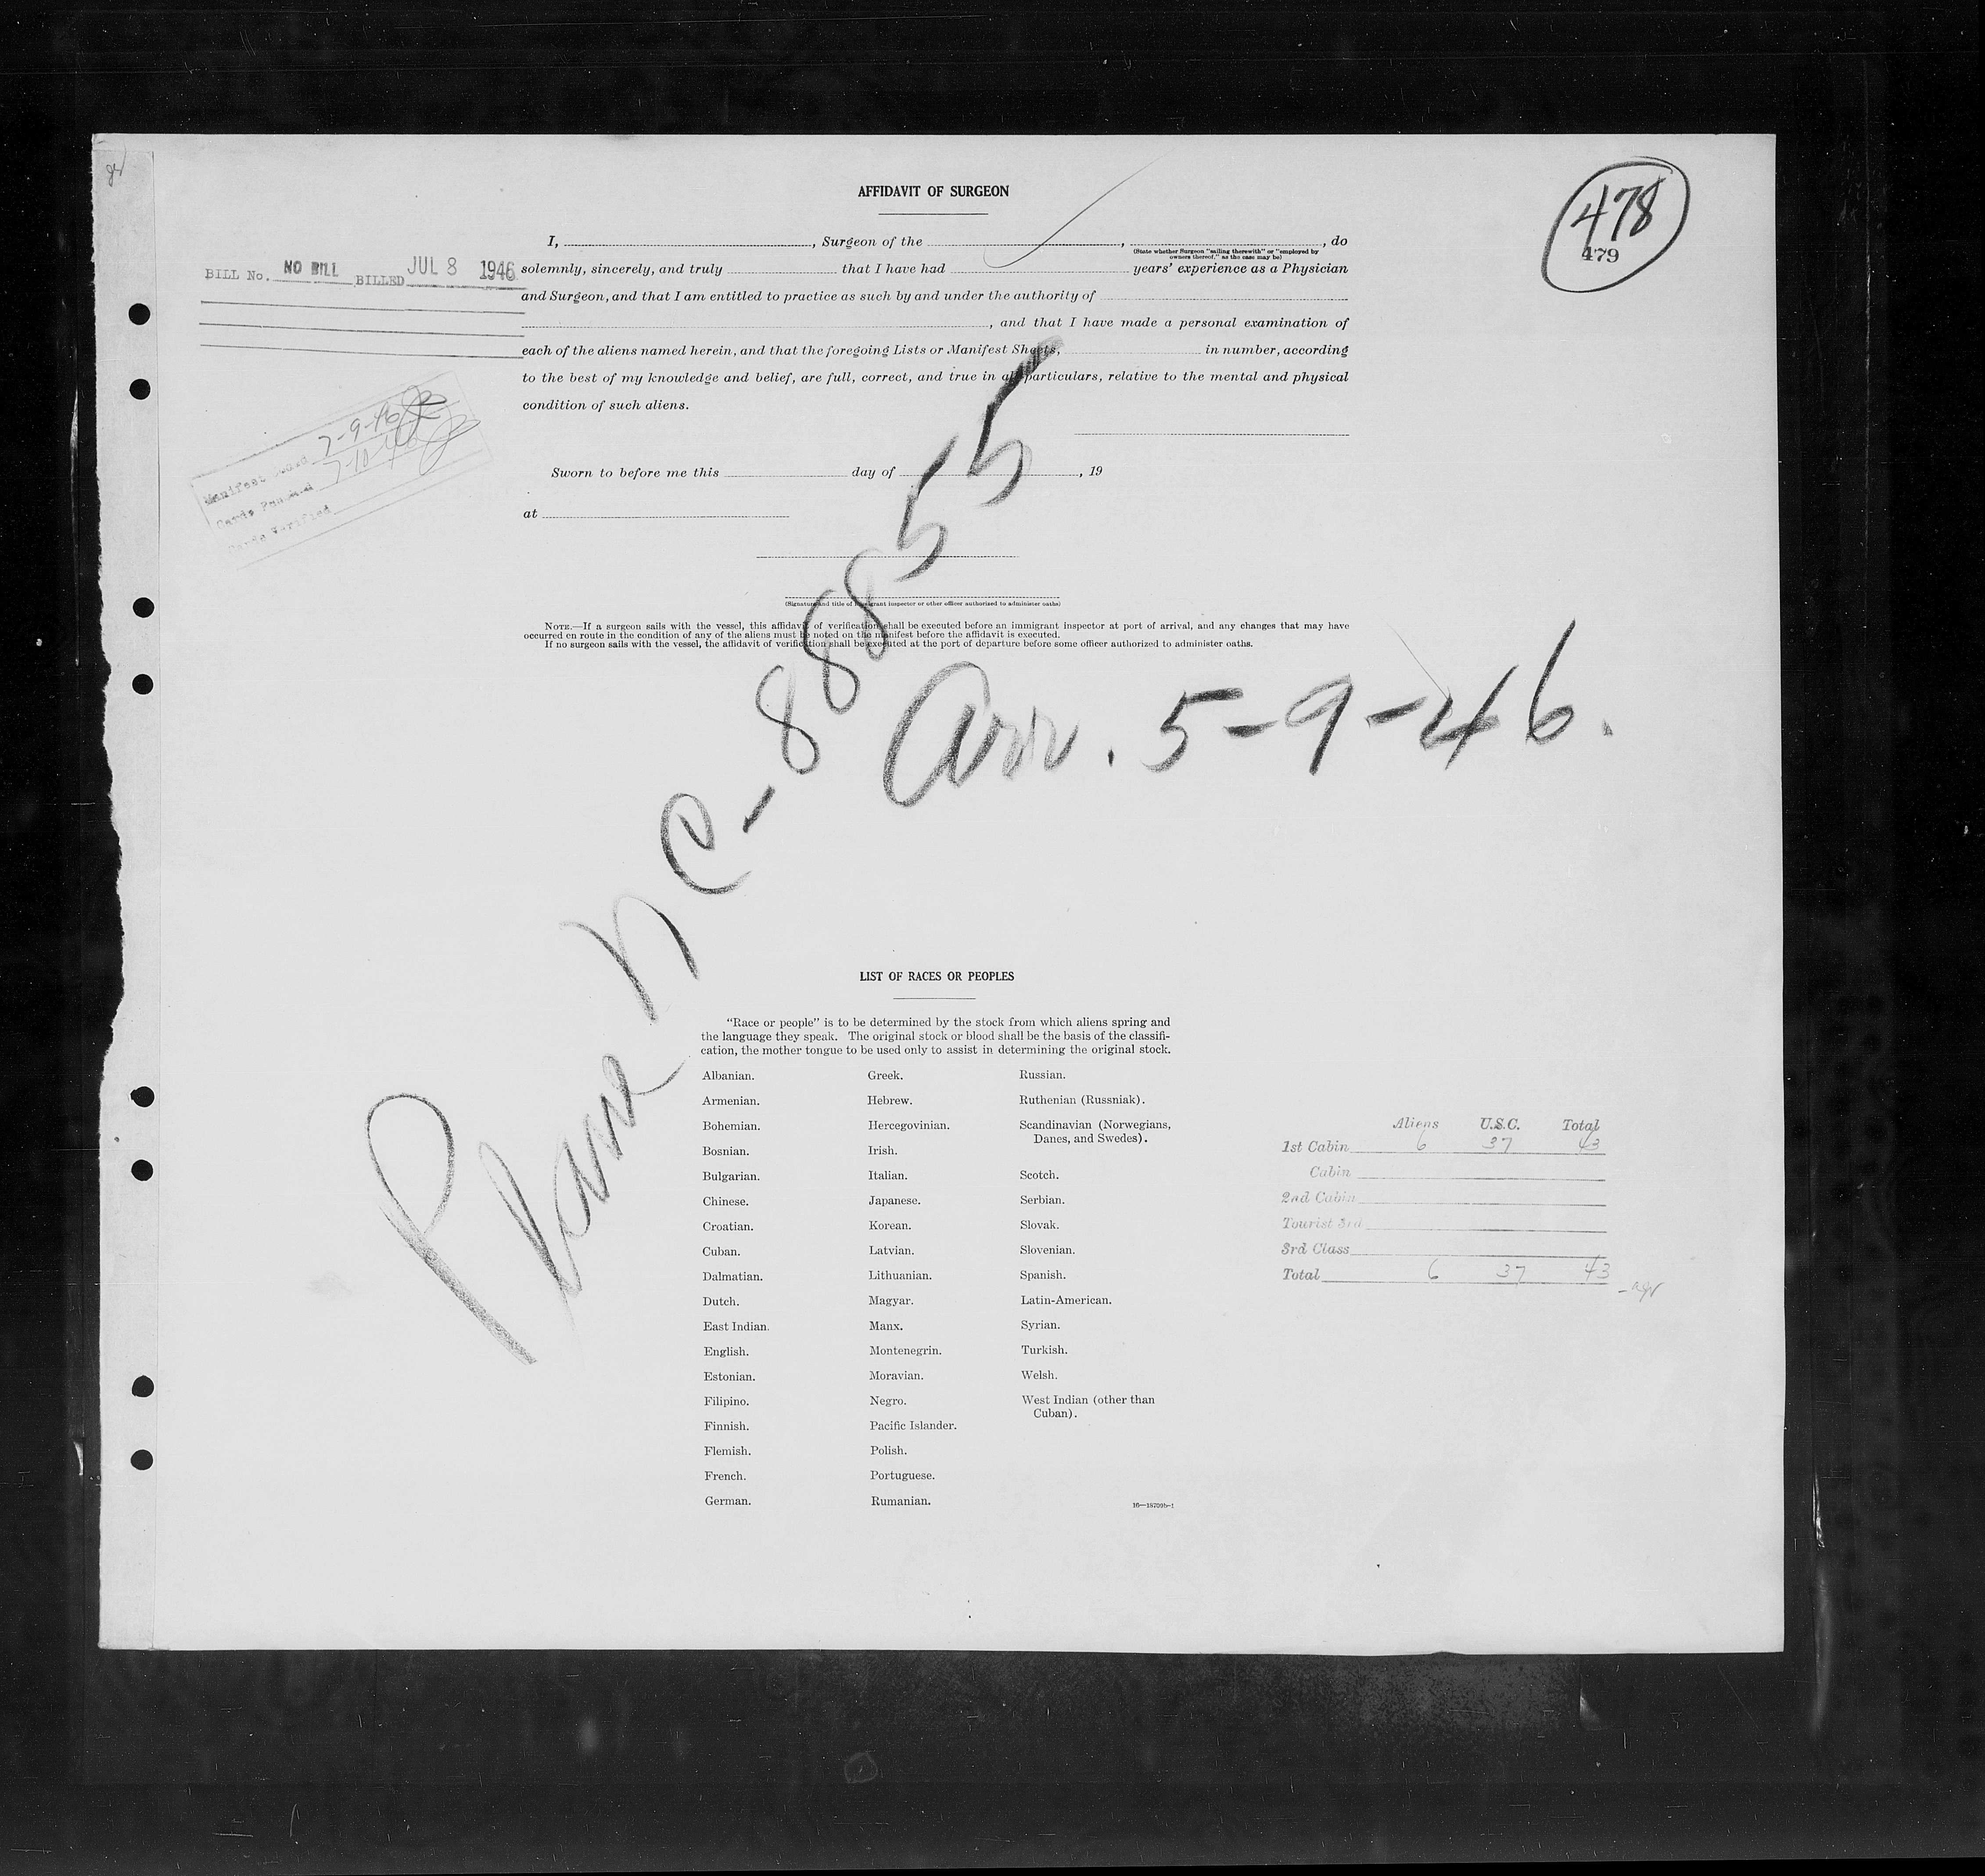 AFFIDAVIT OF SURGEON
478
479
I, , Surgeon of the , , do
(State whether Surgeon "sailing therewith" or "employed by
owners thereof," as the case may be)
BILL No. NO BILL BILLED JUL 8 1946
solemnly, sincerely, and truly that I have had years' experience as a Physician
and Surgeon, and that I am entitled to practice as such by and under the authority of
, and that I have made a personal examination of
each of the aliens named herein, and that the foregoing Lists or Manifest Sheets, in number, according
to the best of my knowledge and belief, are full, correct, and true in all particulars, relative to the mental and physical
condition of such aliens.
Manifest 7-9-46
Cards Punched 7-10-46
Cards Verified
Sworn to before me this day of , 19
at
(Signature and title of immigrant inspector or other officer authorized to administer oaths)
NOTE.—If a surgeon sails with the vessel, this affidavit of verification shall be executed before an immigrant inspector at port of arrival, and any changes that may have
occurred en route in the condition of any of the aliens must be noted on the manifest before the affidavit is executed.
If no surgeon sails with the vessel, the affidavit of verification shall be executed at the port of departure before some officer authorized to administer oaths.
Plane NC-88855
Arr. 5-9-46.
LIST OF RACES OR PEOPLES
"Race or people" is to be determined by the stock from which aliens spring and
the language they speak. The original stock or blood shall be the basis of the classifi-
cation, the mother tongue to be used only to assist in determining the original stock.
Albanian.
Armenian.
Bohemian.
Bosnian.
Bulgarian.
Chinese.
Croatian.
Cuban.
Dalmatian.
Dutch.
East Indian.
English.
Estonian.
Filipino.
Finnish.
Flemish.
French.
German.
Greek.
Hebrew.
Hercegovinian.
Irish.
Italian.
Japanese.
Korean.
Latvian.
Lithuanian.
Magyar.
Manx.
Montenegrin.
Moravian.
Negro.
Pacific Islander.
Polish.
Portuguese.
Rumanian.
Russian.
Ruthenian (Russniak).
Scandinavian (Norwegians,
Danes, and Swedes).
Scotch.
Serbian.
Slovak.
Slovenian.
Spanish.
Latin-American.
Syrian.
Turkish.
Welsh.
West Indian (other than
Cuban).
16—18709b-1
Aliens U.S.C. Total
1st Cabin 6 37 43
Cabin
2nd Cabin
Tourist 3rd
3rd Class
Total 6 37 43